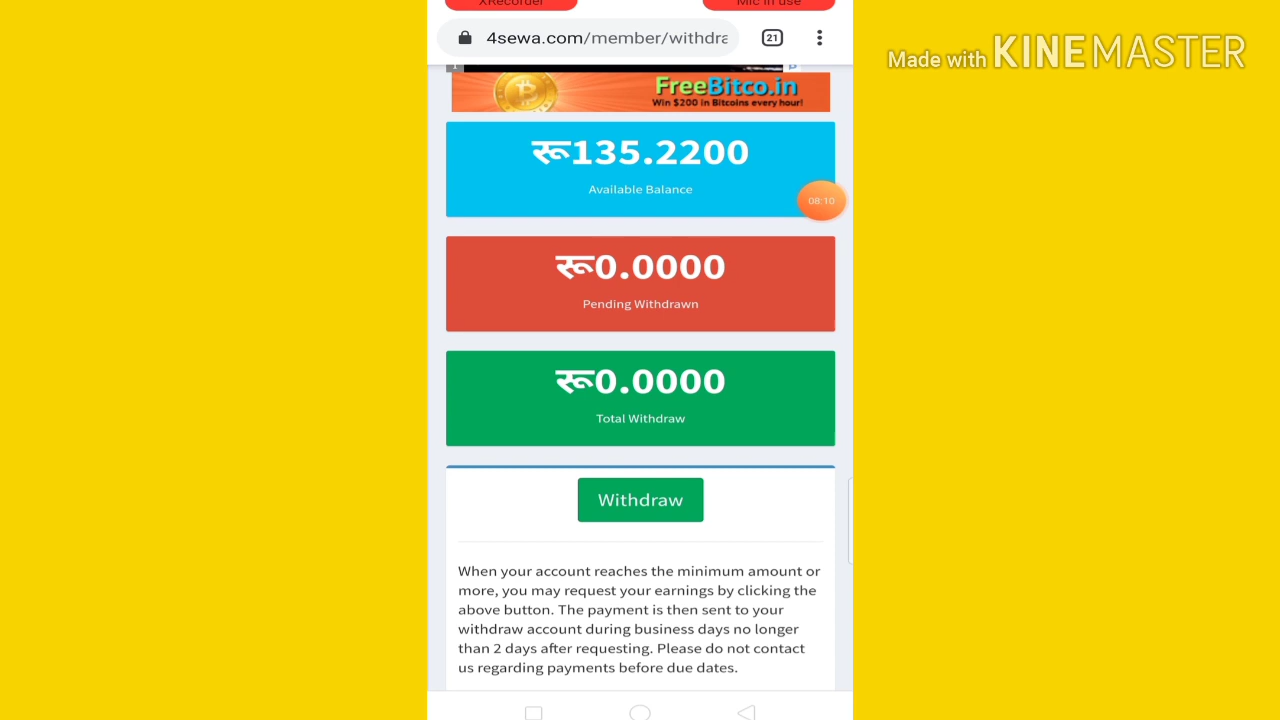 XRecorder
Mic in use
4sewa.com/member/withdra
21
Made with KINEMASTER
FreeBitco.in
Win $200 in Bitcoins every hour!
रू135.2200
Available Balance
08:10
रू0.0000
Pending Withdrawn
रू0.0000
Total Withdraw
Withdraw
When your account reaches the minimum amount or
more, you may request your earnings by clicking the
above button. The payment is then sent to your
withdraw account during business days no longer
than 2 days after requesting. Please do not contact
us regarding payments before due dates.